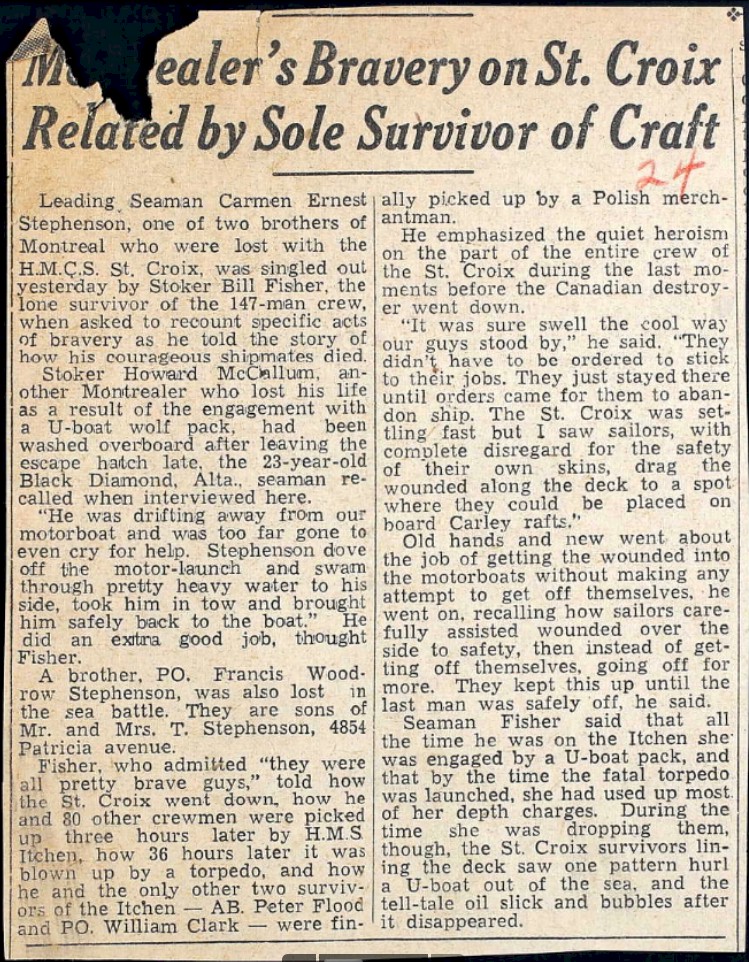 Montrealer's Bravery on St. Croix
Related by Sole Survivor of Craft
24
Leading Seaman Carmen Ernest
Stephenson, one of two brothers of
Montreal who were lost with the
H.M.C.S. St. Croix, was singled out
yesterday by Stoker Bill Fisher, the
lone survivor of the 147-man crew,
when asked to recount specific acts
of bravery as he told the story of
how his courageous shipmates died.
Stoker Howard McCallum, an-
other Montrealer who lost his life
as a result of the engagement with
a U-boat wolf pack, had been
washed overboard after leaving the
escape hatch late, the 23-year-old
Black Diamond, Alta., seaman re-
called when interviewed here.
"He was drifting away from our
motorboat and was too far gone to
even cry for help. Stephenson dove
off the motor-launch and swam
through pretty heavy water to his
side, took him in tow and brought
him safely back to the boat." He
did an extra good job, thought
Fisher.
A brother, PO. Francis Wood-
row Stephenson, was also lost in
the sea battle. They are sons of
Mr. and Mrs. T. Stephenson, 4854
Patricia avenue.
Fisher, who admitted "they were
all pretty brave guys," told how
the St. Croix went down, how he
and 80 other crewmen were picked
up three hours later by H.M.S.
Itchen, how 36 hours later it was
blown up by a torpedo, and how
he and the only other two surviv-
ors of the Itchen — AB. Peter Flood
and PO. William Clark — were fin-
ally picked up by a Polish merch-
antman.
He emphasized the quiet heroism
on the part of the entire crew of
the St. Croix during the last mo-
ments before the Canadian destroy-
er went down.
"It was sure swell the cool way
our guys stood by," he said. "They
didn't have to be ordered to stick
to their jobs. They just stayed there
until orders came for them to aban-
don ship. The St. Croix was set-
tling fast but I saw sailors, with
complete disregard for the safety
of their own skins, drag the
wounded along the deck to a spot
where they could be placed on
board Carley rafts."
Old hands and new went about
the job of getting the wounded into
the motorboats without making any
attempt to get off themselves, he
went on, recalling how sailors care-
fully assisted wounded over the
side to safety, then instead of get-
ting off themselves, going off for
more. They kept this up until the
last man was safely off, he said.
Seaman Fisher said that all
the time he was on the Itchen she
was engaged by a U-boat pack, and
that by the time the fatal torpedo
was launched, she had used up most
of her depth charges. During the
time she was dropping them,
though, the St. Croix survivors lin-
ing the deck saw one pattern hurl
a U-boat out of the sea, and the
tell-tale oil slick and bubbles after
it disappeared.